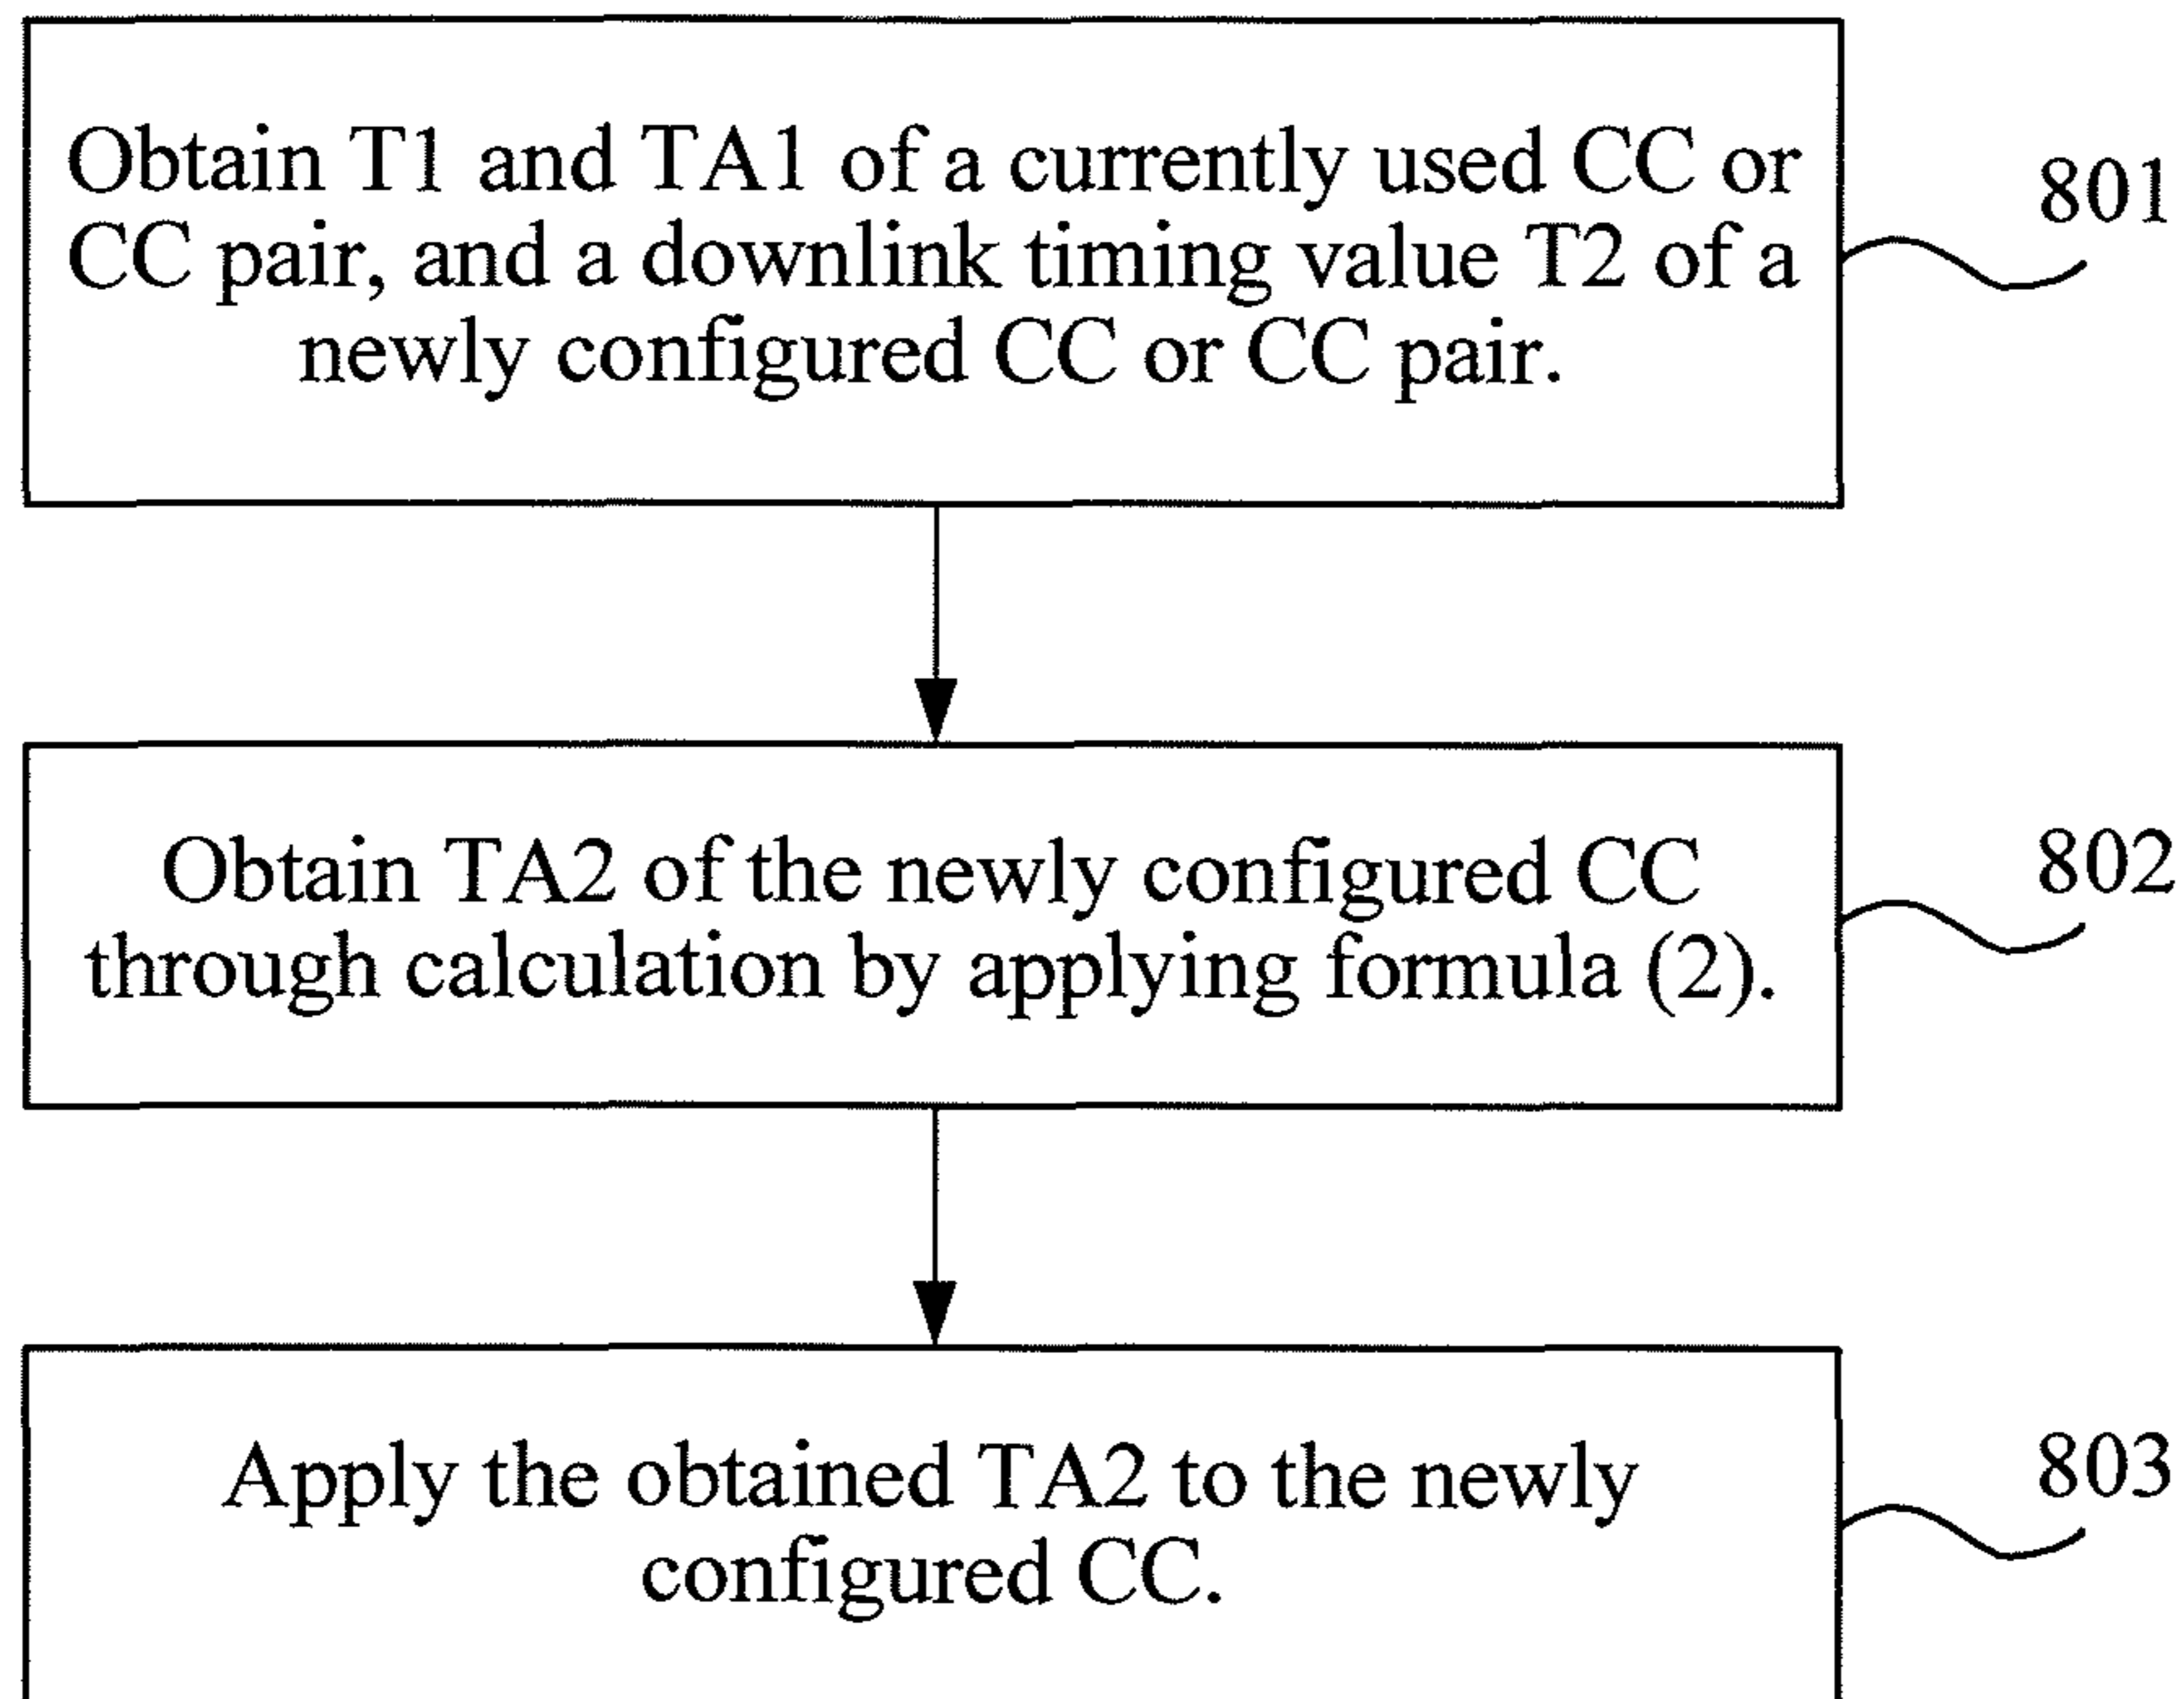 Obtain T1 and TA1 of a currently used CC or
CC pair, and a downlink timing value T2 of a
newly configured CC or CC pair.
801
Obtain TA2 of the newly configured CC
through calculation by applying formula (2).
802
Apply the obtained TA2 to the newly
configured CC.
803